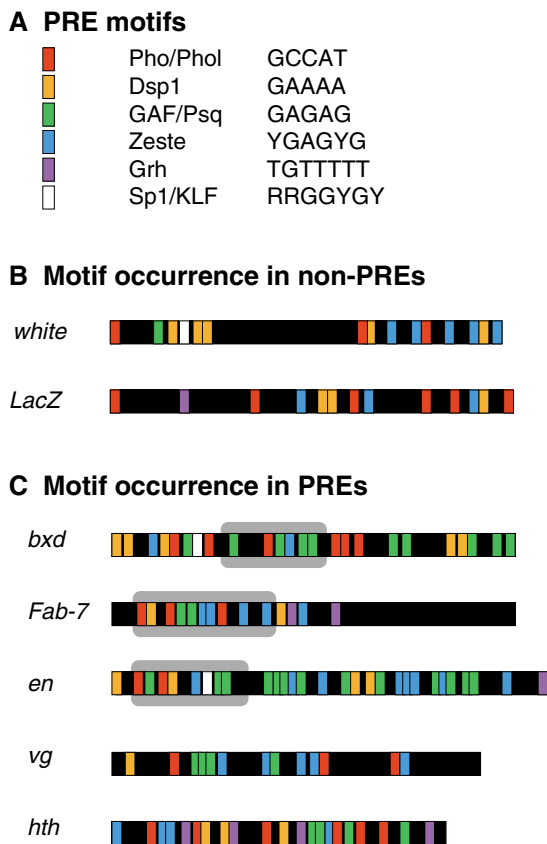 A PRE motifs
Pho/Phol GCCAT
Dsp1 GAAAA
GAF/Psq GAGAG
Zeste YGAGYG
Grh TGTTTTT
Sp1/KLF RRGGYGY
B Motif occurrence in non-PREs
white
LacZ
C Motif occurrence in PREs
bxd
Fab-7
en
vg
hth